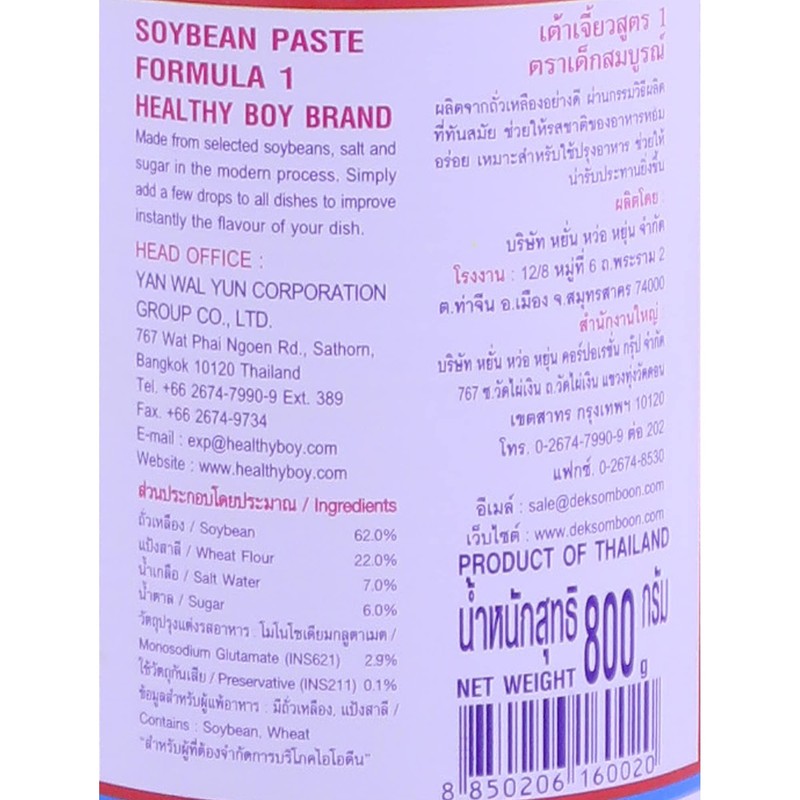 SOYBEAN PASTE
FORMULA 1
HEALTHY BOY BRAND
Made from selected soybeans, salt and
sugar in the modern process. Simply
add a few drops to all dishes to improve
instantly the flavour of your dish.
HEAD OFFICE :
YAN WAL YUN CORPORATION
GROUP CO., LTD.
767 Wat Phai Ngoen Rd., Sathorn,
Bangkok 10120 Thailand
Tel. +66 2674-7990-9 Ext. 389
Fax. +66 2674-9734
E-mail : exp@healthyboy.com
Website : www.healthyboy.com
ส่วนประกอบโดยประมาณ / Ingredients
ถั่วเหลือง / Soybean 62.0%
แป้งสาลี / Wheat Flour 22.0%
น้ำเกลือ / Salt Water 7.0%
น้ำตาล / Sugar 6.0%
วัตถุปรุงแต่งรสอาหาร : โมโนโซเดียมกลูตาเมต /
Monosodium Glutamate (INS621) 2.9%
ใช้วัตถุกันเสีย / Preservative (INS211) 0.1%
ข้อมูลสำหรับผู้แพ้อาหาร : มีถั่วเหลือง, แป้งสาลี /
Contains : Soybean, Wheat
"สำหรับผู้ที่ต้องจำกัดการบริโภคไอโอดีน"
เต้าเจี้ยวสูตร 1
ตราเด็กสมบูรณ์
ผลิตจากถั่วเหลืองอย่างดี ผ่านกรรมวิธีผลิต
ที่ทันสมัย ช่วยให้รสชาติของอาหารหอม
อร่อย เหมาะสำหรับใช้ปรุงอาหาร ช่วยให้
น่ารับประทานยิ่งขึ้น
ผลิตโดย :
บริษัท หยั่น หว่อ หยุ่น จำกัด
โรงงาน : 12/8 หมู่ที่ 6 ถ.พระราม 2
ต.ท่าจีน อ.เมือง จ.สมุทรสาคร 74000
สำนักงานใหญ่
บริษัท หยั่น หว่อ หยุ่น คอร์ปอเรชั่น กรุ๊ป จำกัด
767 ซ.วัดไผ่เงิน ถ.วัดไผ่เงิน แขวงทุ่งวัดดอน
เขตสาทร กรุงเทพฯ 10120
โทร. 0-2674-7990-9 ต่อ 202
แฟกซ์. 0-2674-8530
อีเมล์ : sale@deksomboon.com
เว็บไซต์ : www.deksomboon.com
PRODUCT OF THAILAND
น้ำหนักสุทธิ 800 กรัม
NET WEIGHT 800 g
8 850206 160020